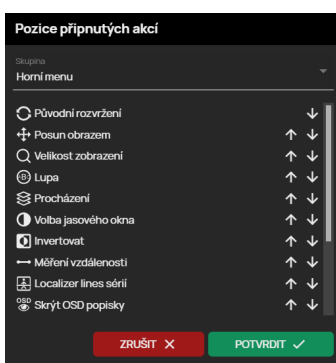 Pozice připnutých akcí
Skupina
Horní menu
Původní rozvržení
Posun obrazem
Velikost zobrazení
Lupa
Procházení
Volba jasového okna
Invertovat
Měření vzdálenosti
Localizer lines sérií
OSD
Skrýt OSD popisky
ZRUŠIT
POTVRDIT